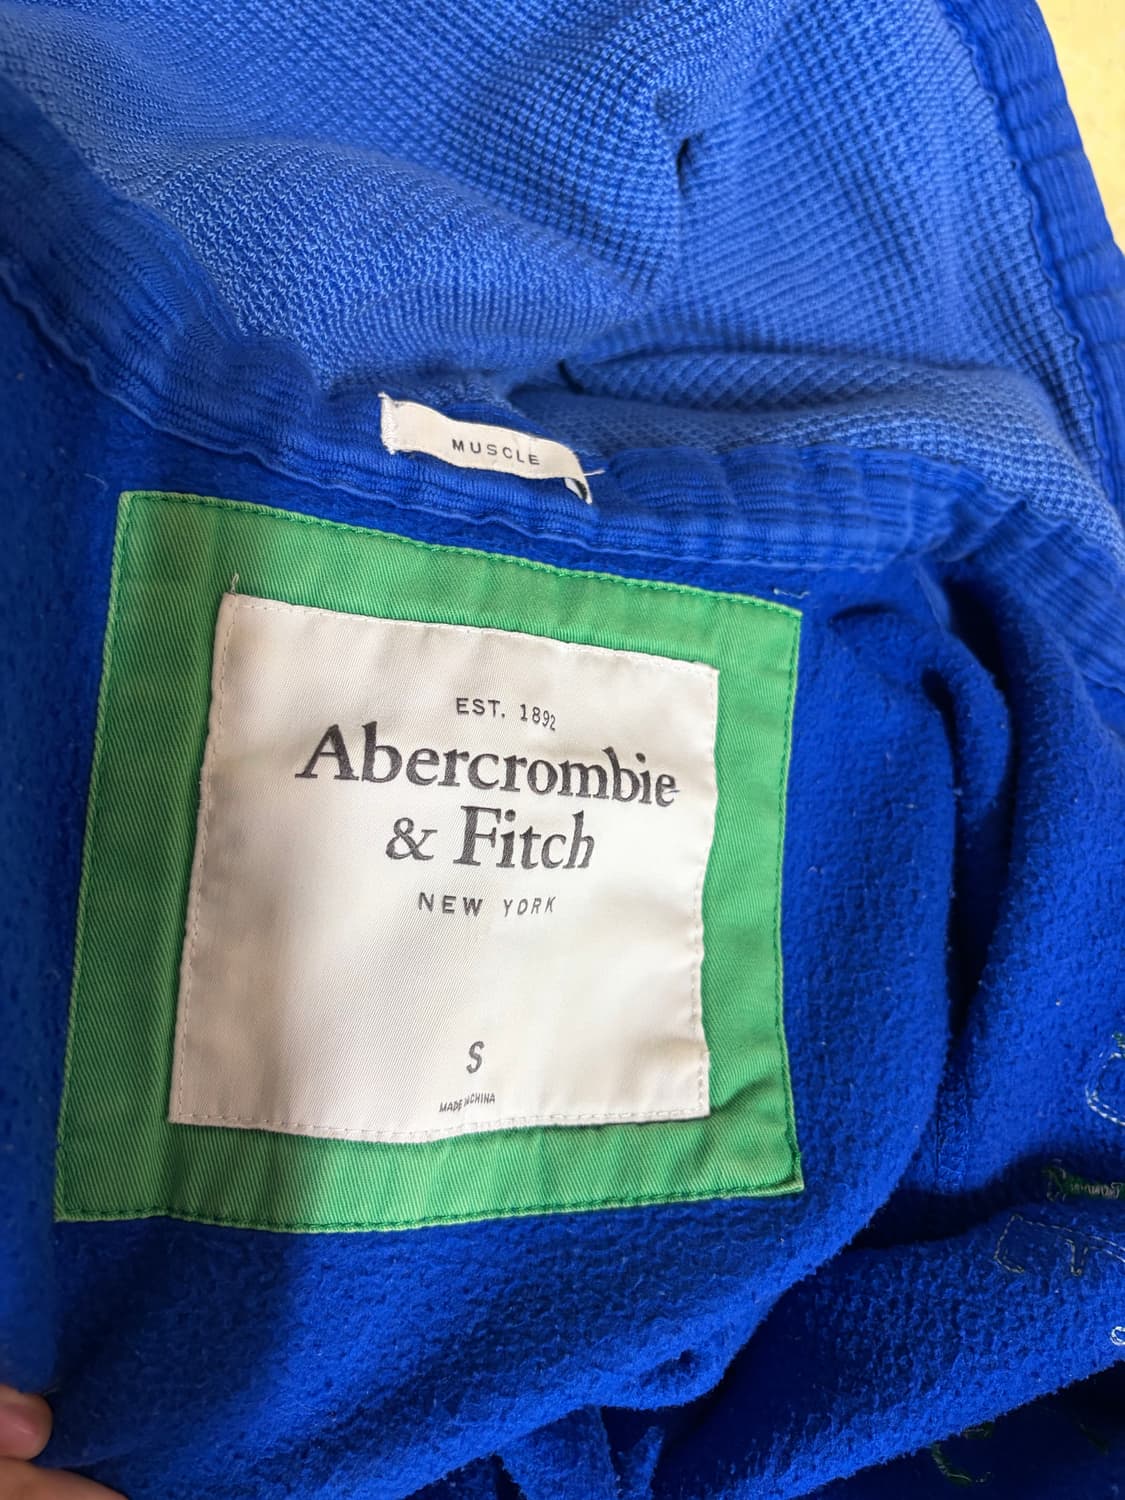 MUSCLE
EST. 1892
Abercrombie
& Fitch
NEW YORK
S
MADE IN CHINA